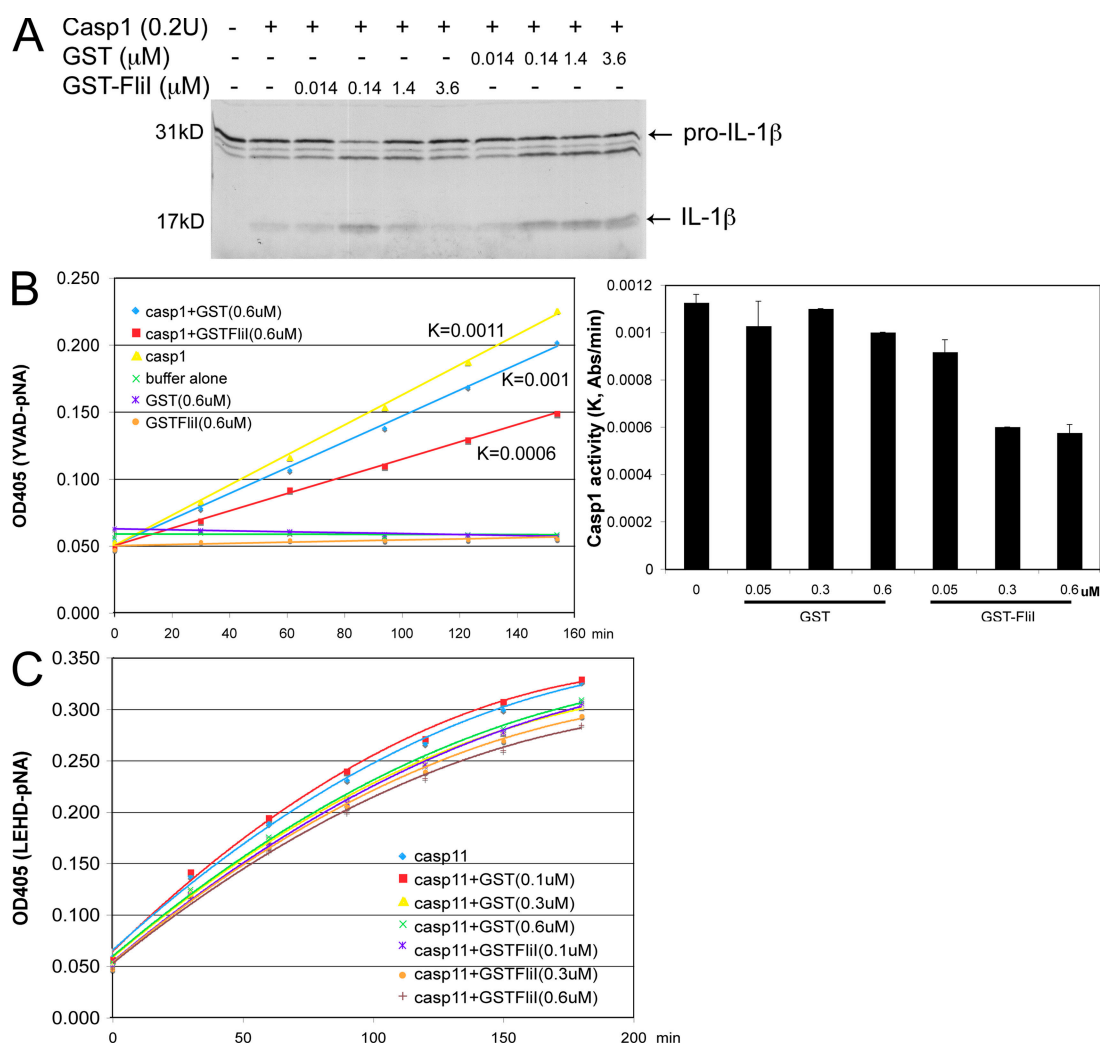 A
Casp1 (0.2U) - + + + + + + + + +
GST (μM) - - - - - - 0.014 0.14 1.4 3.6
GST-FliI (μM) - - 0.014 0.14 1.4 3.6 - - - -
31kD
← pro-IL-1β
17kD
← IL-1β
B
OD405 (YVAD-pNA)
0.250
0.200
0.150
0.100
0.050
0.000
casp1+GST(0.6uM)
casp1+GSTFliI(0.6uM)
casp1
buffer alone
GST(0.6uM)
GSTFliI(0.6uM)
K=0.0011
K=0.001
K=0.0006
0 20 40 60 80 100 120 140 160 min
Casp1 activity (K, Abs/min)
0.0012
0.001
0.0008
0.0006
0.0004
0.0002
0
0 0.05 0.3 0.6 0.05 0.3 0.6 uM
GST GST-FliI
C
OD405 (LEHD-pNA)
0.350
0.300
0.250
0.200
0.150
0.100
0.050
0.000
casp11
casp11+GST(0.1uM)
casp11+GST(0.3uM)
casp11+GST(0.6uM)
casp11+GSTFliI(0.1uM)
casp11+GSTFliI(0.3uM)
casp11+GSTFliI(0.6uM)
0 50 100 150 200 min